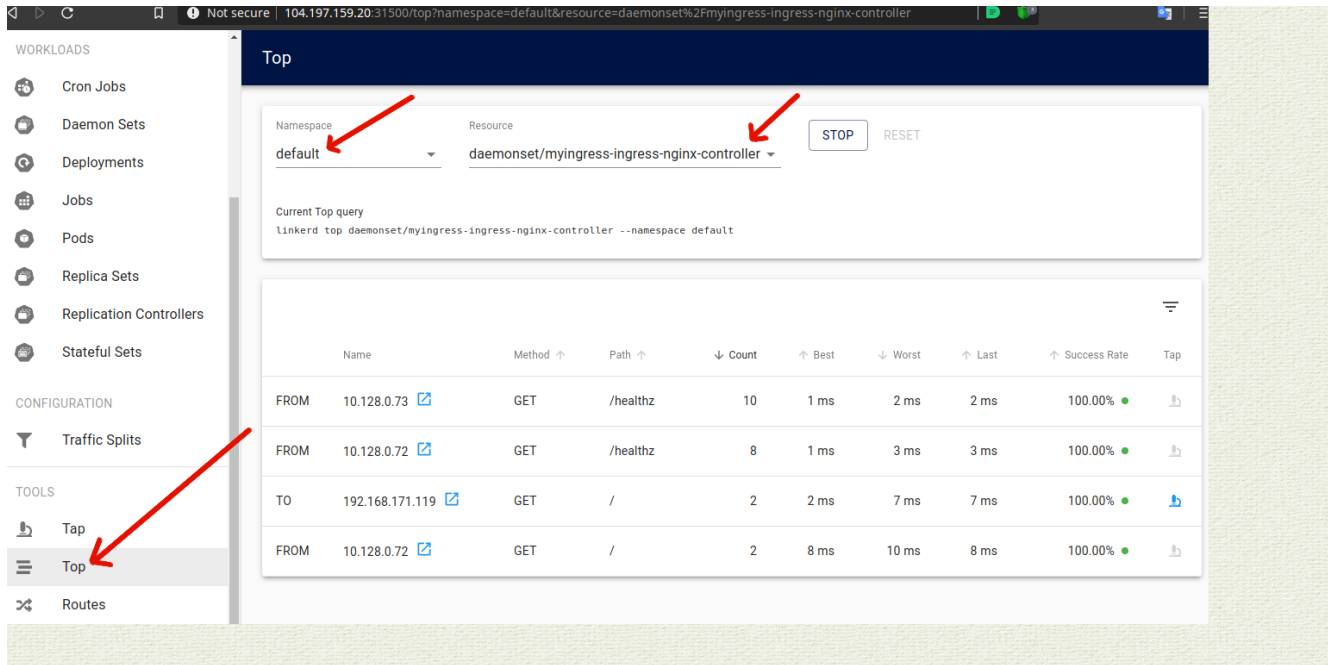 Not secure 104.197.159.20:31500/top?namespace=default&resource=daemonset%2Fmyingress-ingress-nginx-controller
WORKLOADS
Cron Jobs
Daemon Sets
Deployments
Jobs
Pods
Replica Sets
Replication Controllers
Stateful Sets
CONFIGURATION
Traffic Splits
TOOLS
Tap
Top
Routes
Top
Namespace Resource
default daemonset/myingress-ingress-nginx-controller STOP RESET
Current Top query
linkerd top daemonset/myingress-ingress-nginx-controller --namespace default
Name Method Path Count Best Worst Last Success Rate Tap
FROM 10.128.0.73 GET /healthz 10 1 ms 2 ms 2 ms 100.00%
FROM 10.128.0.72 GET /healthz 8 1 ms 3 ms 3 ms 100.00%
TO 192.168.171.119 GET / 2 2 ms 7 ms 7 ms 100.00%
FROM 10.128.0.72 GET / 2 8 ms 10 ms 8 ms 100.00%